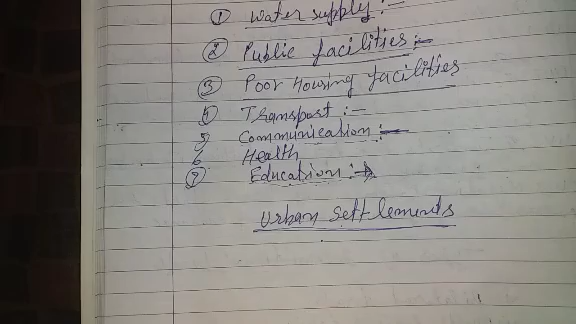 ① Water supply :-
② Public facilities :-
③ Poor Housing facilities
④ Transport :-
5 Communication :-
6 Health
⑦ Education :→
Urban Settlements